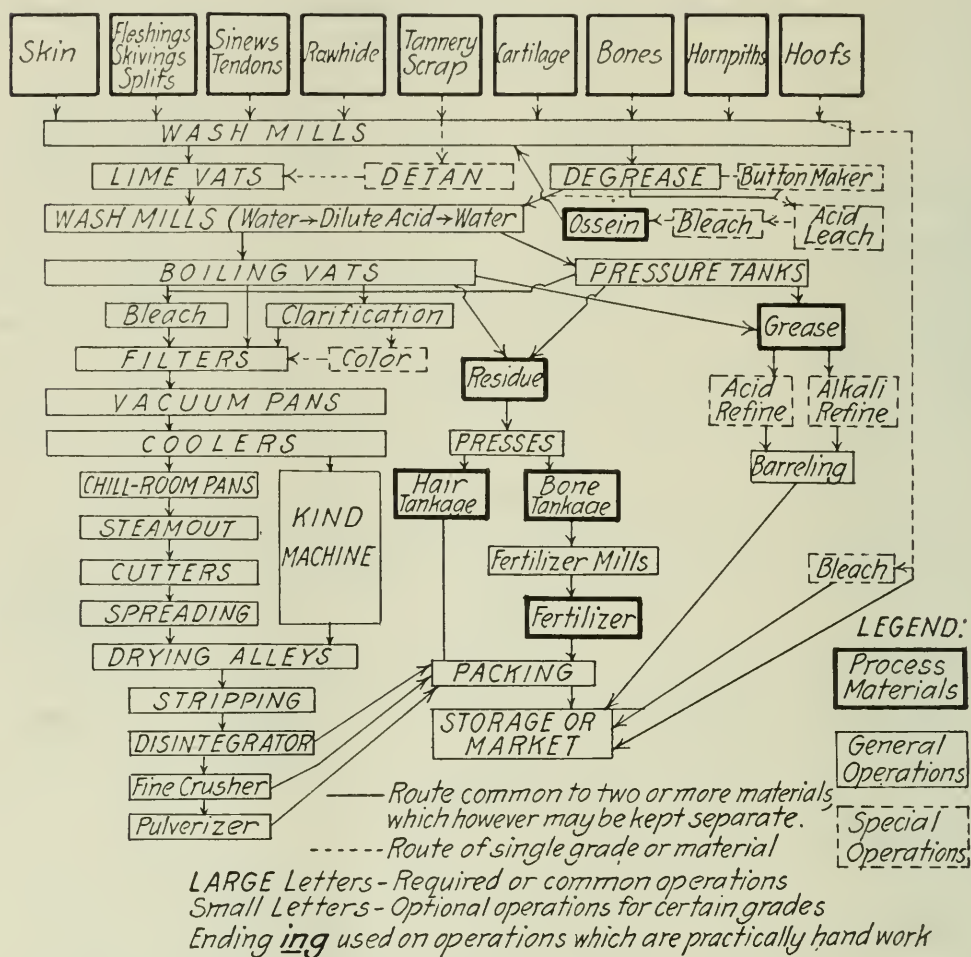 Skin
Fleshings
Skivings
Splits
Sinews
Tendons
Rawhide
Tannery
Scrap
Cartilage
Bones
Hornpiths
Hoofs
WASH MILLS
LIME VATS
DETAN
DEGREASE
Button Maker
WASH MILLS (Water→Dilute Acid→Water
Ossein
Bleach
Acid
Leach
BOILING VATS
PRESSURE TANKS
Bleach
Clarification
Grease
FILTERS
Color
Residue
Acid
Refine
Alkali
Refine
VACUUM PANS
COOLERS
PRESSES
Barreling
CHILL-ROOM PANS
KIND
MACHINE
Hair
Tankage
Bone
Tankage
STEAMOUT
CUTTERS
Fertilizer Mills
Bleach
SPREADING
Fertilizer
DRYING ALLEYS
PACKING
STRIPPING
STORAGE OR
MARKET
DISINTEGRATOR
Fine Crusher
Pulverizer
LEGEND:
Process
Materials
General
Operations
Special
Operations
Route common to two or more materials
which however may be kept separate.
Route of single grade or material
LARGE Letters - Required or common operations
Small Letters - Optional operations for certain grades
Ending ing used on operations which are practically hand work